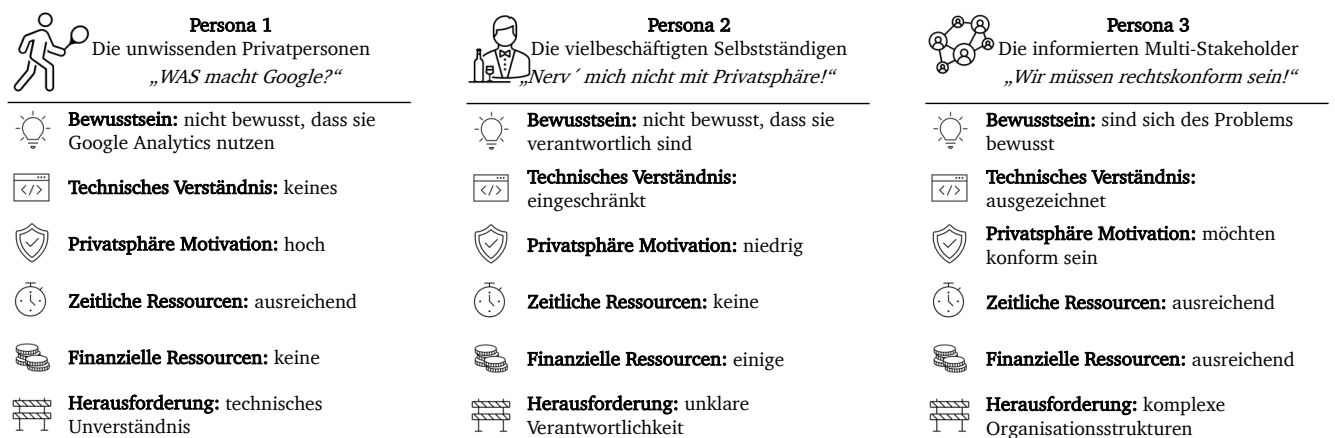 Persona 1
Die unwissenden Privatpersonen
„WAS macht Google?“
Bewusstsein: nicht bewusst, dass sie
Google Analytics nutzen
Technisches Verständnis: keines
Privatsphäre Motivation: hoch
Zeitliche Ressourcen: ausreichend
Finanzielle Ressourcen: keine
Herausforderung: technisches
Unverständnis
Persona 2
Die vielbeschäftigten Selbstständigen
„Nerv´ mich nicht mit Privatsphäre!“
Bewusstsein: nicht bewusst, dass sie
verantwortlich sind
Technisches Verständnis:
eingeschränkt
Privatsphäre Motivation: niedrig
Zeitliche Ressourcen: keine
Finanzielle Ressourcen: einige
Herausforderung: unklare
Verantwortlichkeit
Persona 3
Die informierten Multi-Stakeholder
„Wir müssen rechtskonform sein!“
Bewusstsein: sind sich des Problems
bewusst
Technisches Verständnis:
ausgezeichnet
Privatsphäre Motivation: möchten
konform sein
Zeitliche Ressourcen: ausreichend
Finanzielle Ressourcen: ausreichend
Herausforderung: komplexe
Organisationsstrukturen